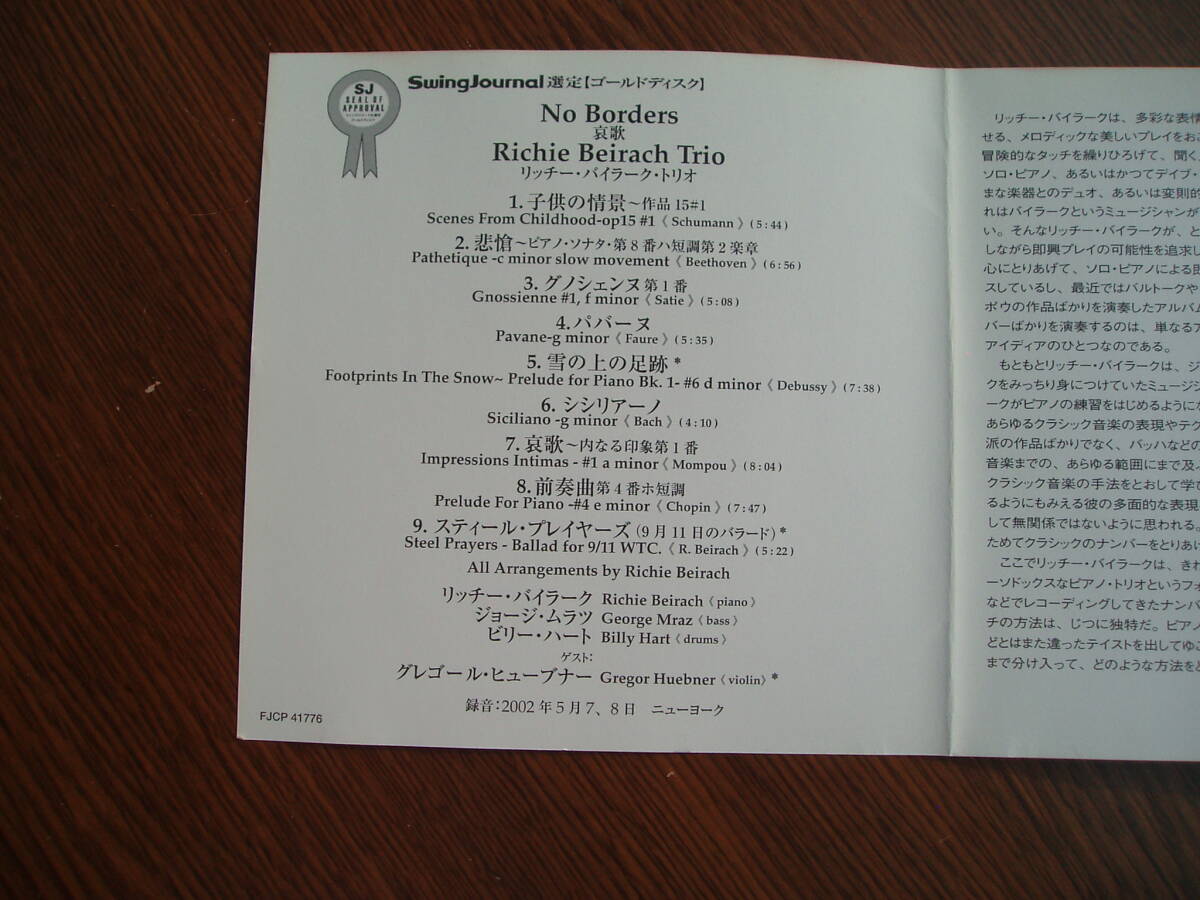 SwingJournal 選定【ゴールドディスク】
SJ
SEAL OF
APPROVAL
No Borders
哀歌
Richie Beirach Trio
リッチー・バイラーク・トリオ
1. 子供の情景〜作品 15#1
Scenes From Childhood-op15 #1《 Schumann 》(5:44)
2. 悲愴〜ピアノ・ソナタ・第8番ハ短調第2楽章
Pathetique -c minor slow movement《 Beethoven 》(6:56)
3. グノシェンヌ第1番
Gnossienne #1, f minor《 Satie 》(5:08)
4. パバーヌ
Pavane-g minor《 Faure 》(5:35)
5. 雪の上の足跡 *
Footprints In The Snow~ Prelude for Piano Bk. 1- #6 d minor《 Debussy 》(7:38)
6. シシリアーノ
Siciliano -g minor《 Bach 》(4:10)
7. 哀歌〜内なる印象第1番
Impressions Intimas - #1 a minor《 Mompou 》(8:04)
8. 前奏曲第4番ホ短調
Prelude For Piano -#4 e minor《 Chopin 》(7:47)
9. スティール・プレイヤーズ(9月11日のバラード)*
Steel Prayers - Ballad for 9/11 WTC.《 R. Beirach 》(5:22)
All Arrangements by Richie Beirach
リッチー・バイラーク Richie Beirach《 piano 》
ジョージ・ムラツ George Mraz《 bass 》
ビリー・ハート Billy Hart《 drums 》
ゲスト:
グレゴール・ヒューブナー Gregor Huebner《 violin》*
録音:2002年5月7、8日 ニューヨーク
FJCP 41776
リッチー・バイラークは、多彩な表情
せる、メロディックな美しいプレイをおこ
冒険的なタッチを繰りひろげて、聞く
ソロ・ピアノ、あるいはかつてデイブ・
まな楽器とのデュオ、あるいは変則的
れはバイラークというミュージシャンが
い。そんなリッチー・バイラークが、と
しながら即興プレイの可能性を追求し
心にとりあげて、ソロ・ピアノによる即
スしているし、最近ではバルトークや
ポウの作品ばかりを演奏したアルバム
バーばかりを演奏するのは、単なるア
アイディアのひとつなのである。
もともとリッチー・バイラークは、ジ
クをみっちり身につけていたミュージシ
ークがピアノの練習をはじめるようにな
あらゆるクラシック音楽の表現やテク
派の作品ばかりでなく、バッハなどの
音楽までの、あらゆる範囲にまで及ん
クラシック音楽の手法をとおして学び
るようにもみえる彼の多面的な表現
して無関係ではないように思われる。
ためてクラシックのナンバーをとりあげ
ここでリッチー・バイラークは、きわ
ーソドックスなピアノ・トリオというフォ
などでレコーディングしてきたナンバ
チの方法は、じつに独特だ。ピアノ
どとはまた違ったテイストを出してゆこ
まで分け入って、どのような方法をと